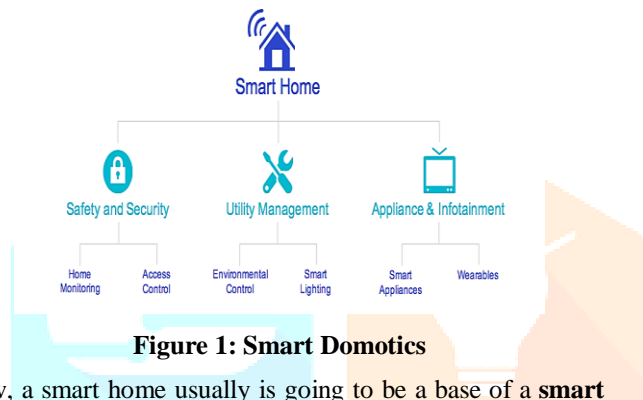 Smart Home
Safety and Security Utility Management Appliance & Infotainment
Home Monitoring Access Control Environmental Control Smart Lighting Smart Appliances Wearables
Figure 1: Smart Domotics
a smart home usually is going to be a base of a smart